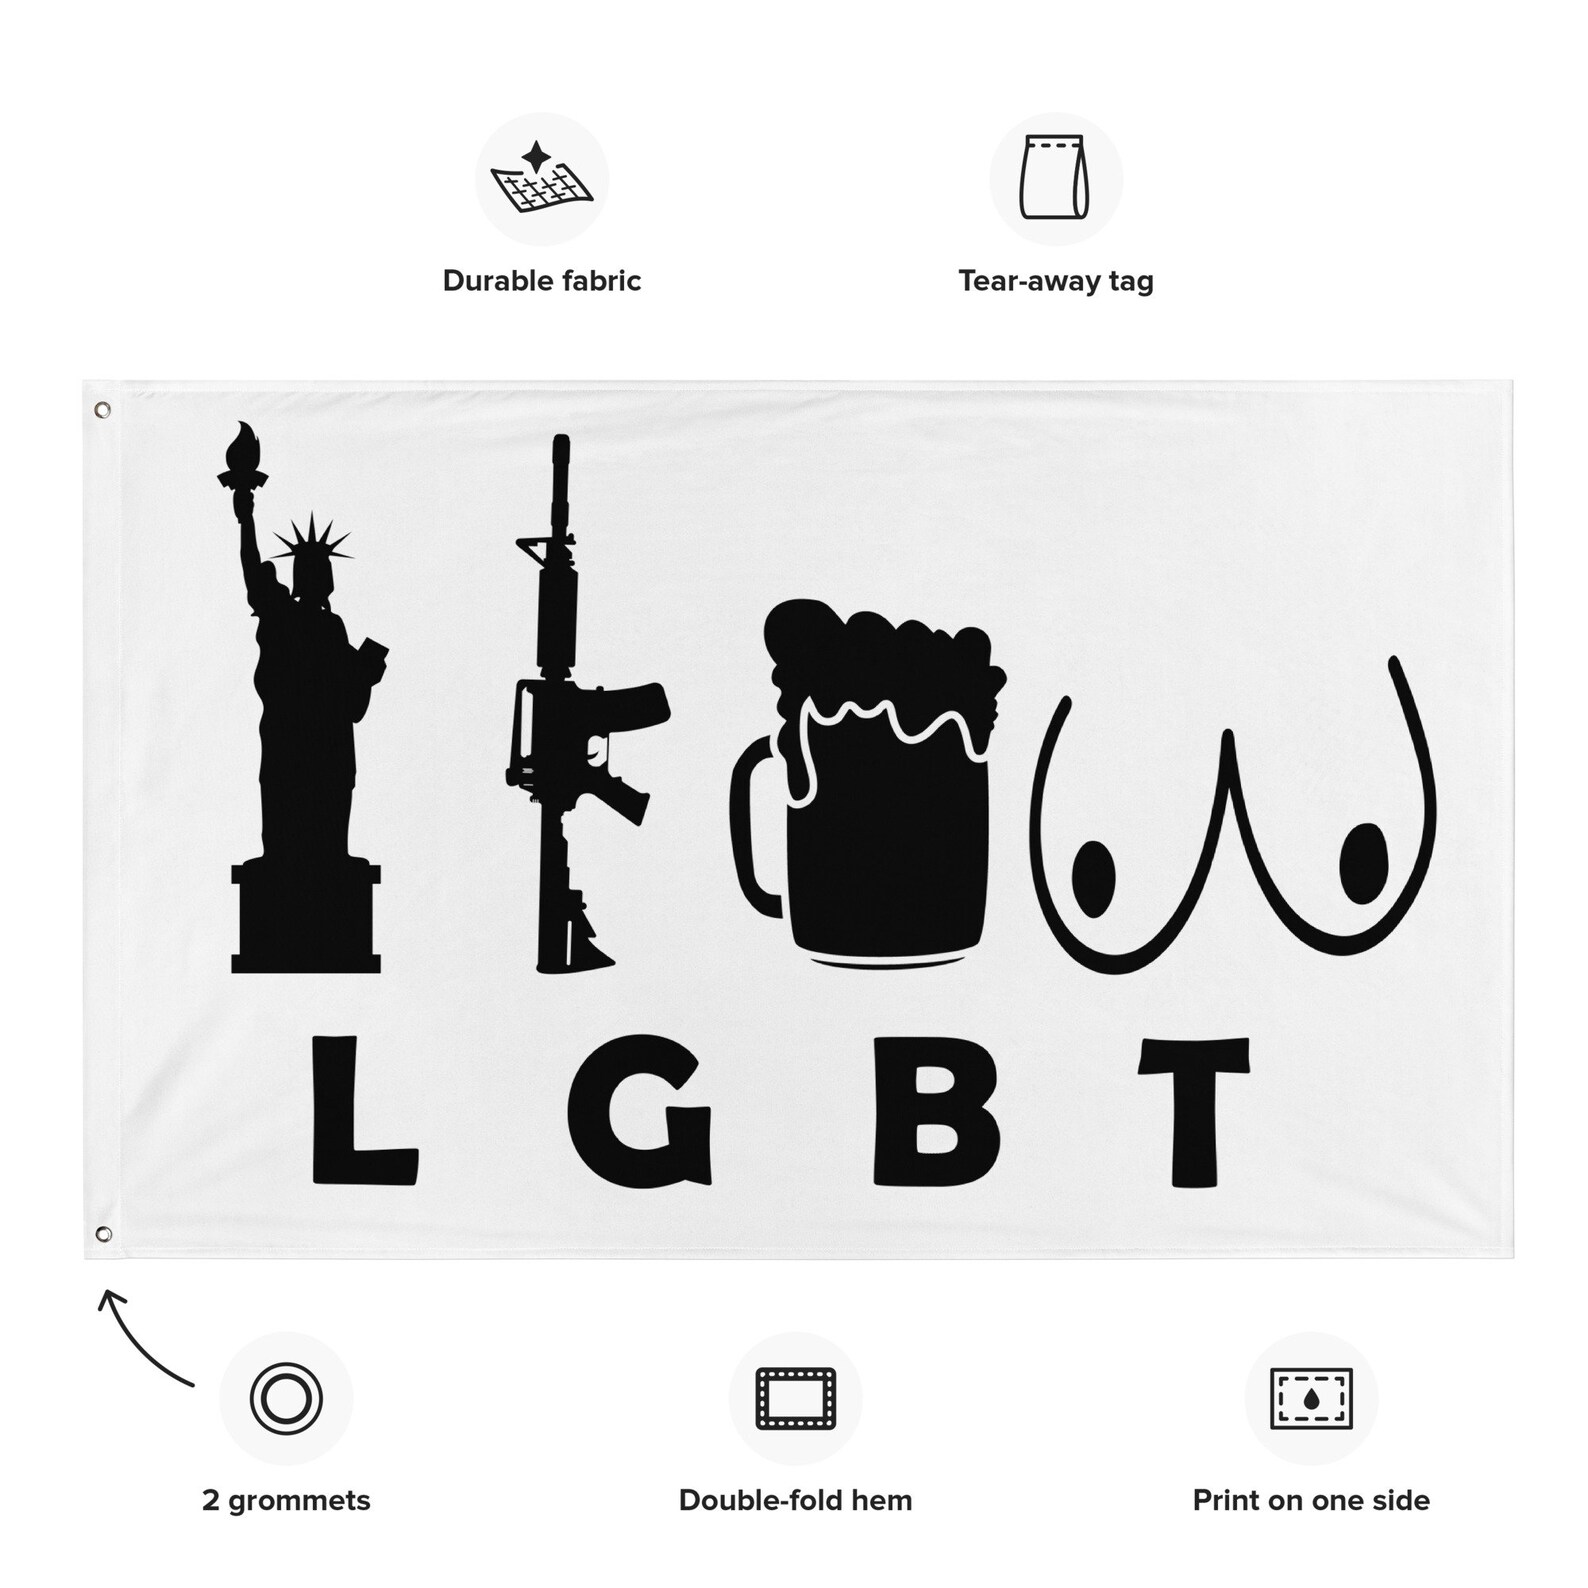 Durable fabric
Tear-away tag
L G B T
2 grommets
Double-fold hem
Print on one side